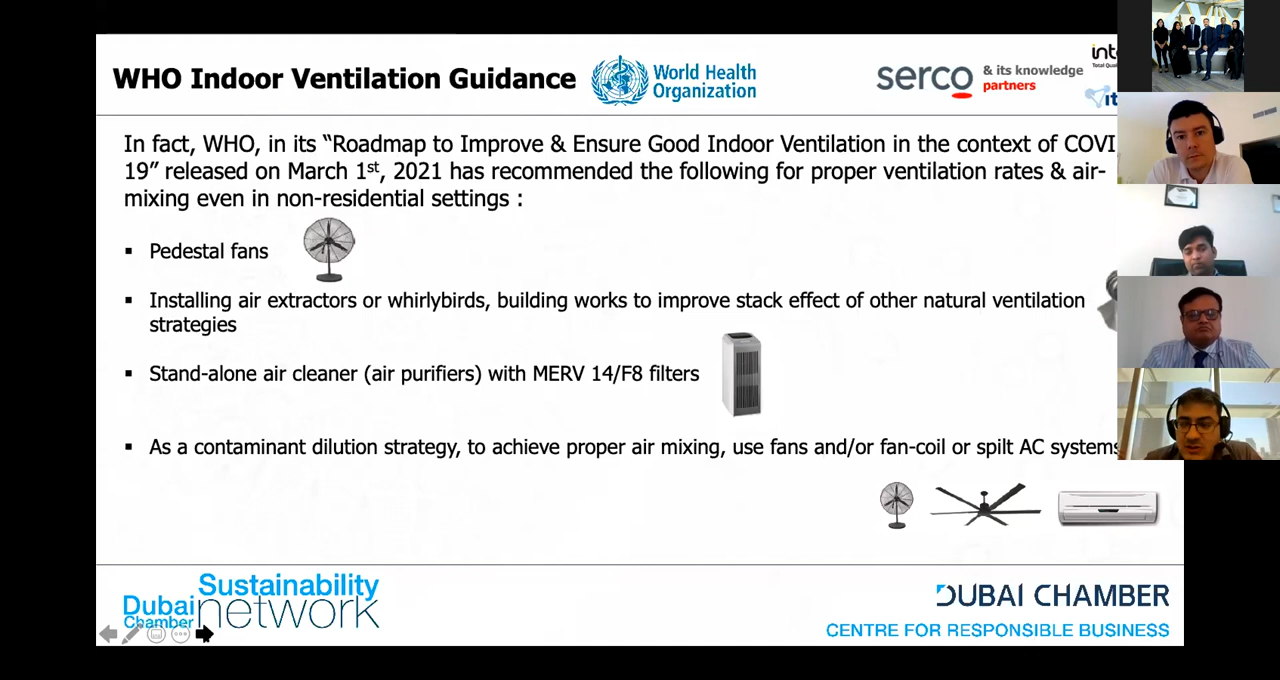 WHO Indoor Ventilation Guidance
World Health
Organization
serco
& its knowledge
partners
In fact, WHO, in its “Roadmap to Improve & Ensure Good Indoor Ventilation in the context of COVI
19” released on March 1st, 2021 has recommended the following for proper ventilation rates & air-
mixing even in non-residential settings :
▪ Pedestal fans
▪ Installing air extractors or whirlybirds, building works to improve stack effect of other natural ventilation
strategies
▪ Stand-alone air cleaner (air purifiers) with MERV 14/F8 filters
▪ As a contaminant dilution strategy, to achieve proper air mixing, use fans and/or fan-coil or spilt AC systems
Dubai
Chamber
Sustainability
network
DUBAI CHAMBER
CENTRE FOR RESPONSIBLE BUSINESS